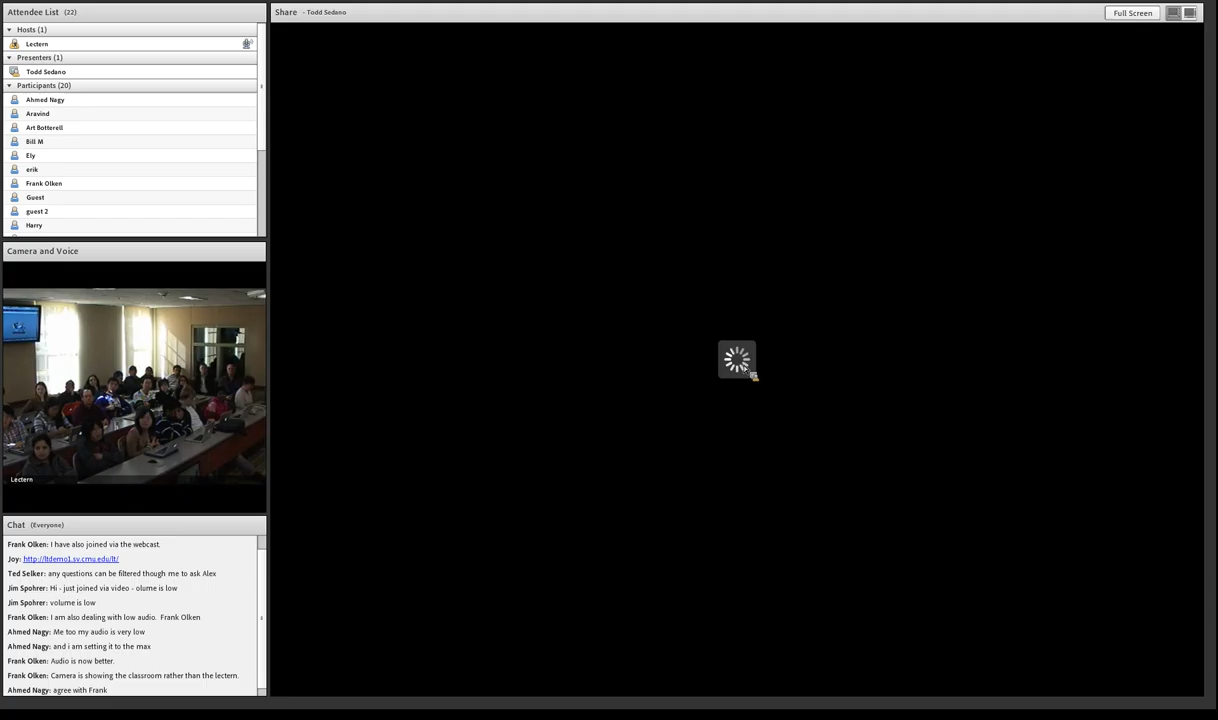 Attendee List (22)
Hosts (1)
Lectern
Presenters (1)
Todd Sedano
Participants (20)
Ahmed Nagy
Aravind
Art Botterell
Bill M
Ely
erik
Frank Olken
Guest
guest 2
Harry
Camera and Voice
Lectern
Chat (Everyone)
Frank Olken: I have also joined via the webcast.
Joy: http://ltdemo1.sv.cmu.edu/lt/
Ted Selker: any questions can be filtered though me to ask Alex
Jim Spohrer: Hi - just joined via video - olume is low
Jim Spohrer: volume is low
Frank Olken: I am also dealing with low audio. Frank Olken
Ahmed Nagy: Me too my audio is very low
Ahmed Nagy: and i am setting it to the max
Frank Olken: Audio is now better.
Frank Olken: Camera is showing the classroom rather than the lectern.
Ahmed Nagy: agree with Frank
Share - Todd Sedano
Full Screen